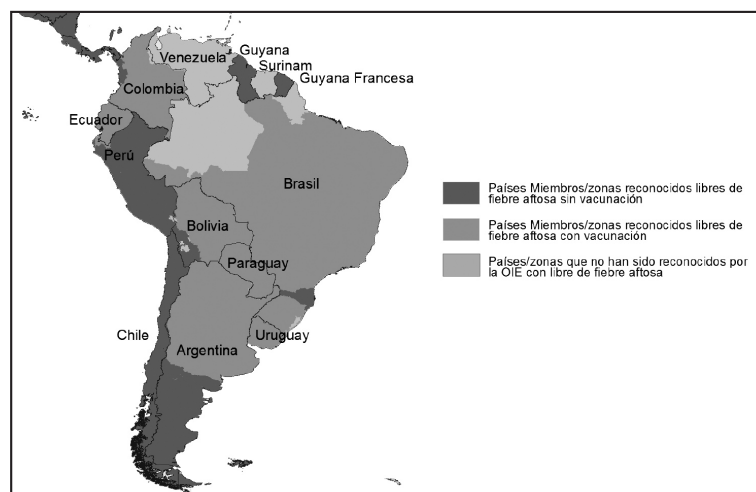 Guyana
Venezuela
Surinam
Guyana Francesa
Colombia
Ecuador
Perú
Brasil
Bolivia
Paraguay
Chile
Argentina
Uruguay
Países Miembros/zonas reconocidos libres de
fiebre aftosa sin vacunación
Países Miembros/zonas reconocidos libres de
fiebre aftosa con vacunación
Países/zonas que no han sido reconocidos por
la OIE con libre de fiebre aftosa